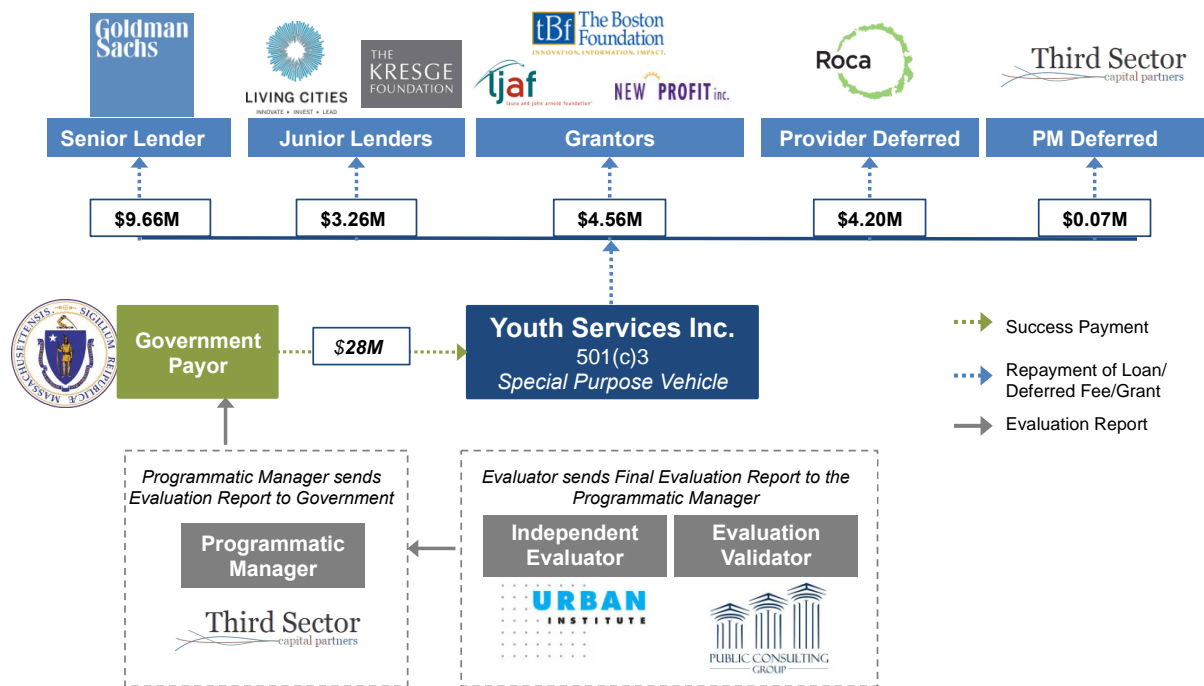 Goldman
Sachs
LIVING CITIES
INNOVATE ▸ INVEST ▸ LEAD
THE
KRESGE
FOUNDATION
tBf The Boston
Foundation
INNOVATION. INFORMATION. IMPACT.
ljaf
laura and john arnold foundation
NEW PROFIT inc.
Roca
Third Sector
capital partners
Senior Lender
Junior Lenders
Grantors
Provider Deferred
PM Deferred
$9.66M
$3.26M
$4.56M
$4.20M
$0.07M
Government
Payor
$28M
Youth Services Inc.
501(c)3
Special Purpose Vehicle
Success Payment
Repayment of Loan/
Deferred Fee/Grant
Evaluation Report
Programmatic Manager sends
Evaluation Report to Government
Programmatic
Manager
Third Sector
capital partners
Evaluator sends Final Evaluation Report to the
Programmatic Manager
Independent
Evaluator
URBAN
INSTITUTE
Evaluation
Validator
PUBLIC CONSULTING
GROUP